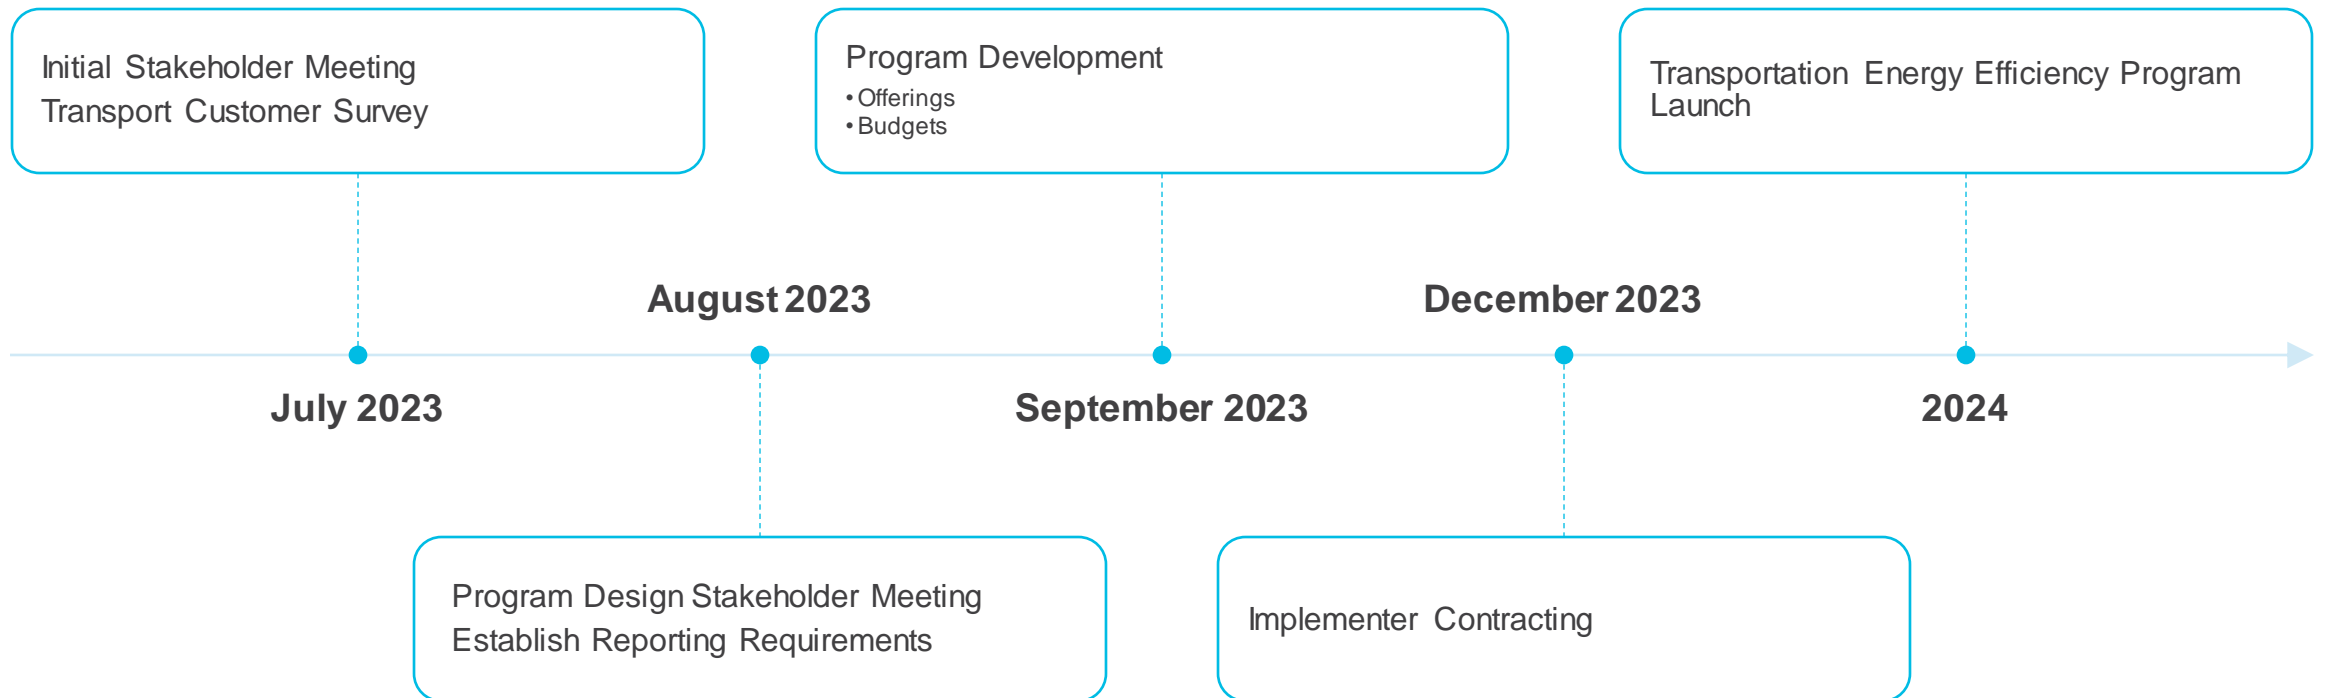 Initial Stakeholder Meeting
Transport Customer Survey
Program Development
• Offerings
• Budgets
Transportation Energy Efficiency Program
Launch
August 2023
December 2023
July 2023
September 2023
2024
Program Design Stakeholder Meeting
Establish Reporting Requirements
Implementer Contracting